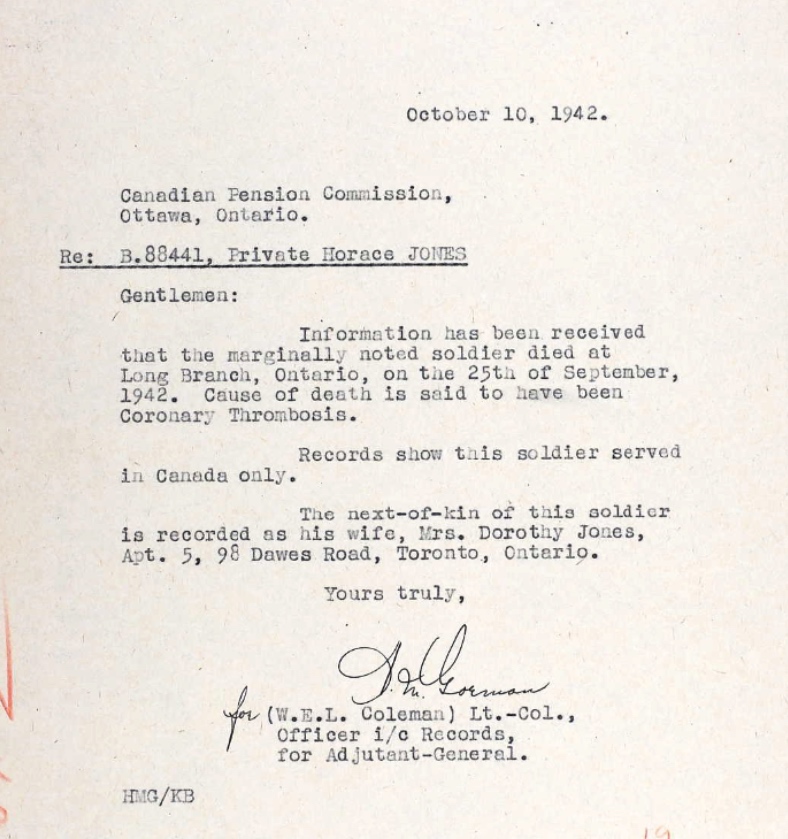 October 10, 1942.
Canadian Pension Commission,
Ottawa, Ontario.
Re: B.88441, Private Horace JONES
Gentlemen:
Information has been received
that the marginally noted soldier died at
Long Branch, Ontario, on the 25th of September,
1942. Cause of death is said to have been
Coronary Thrombosis.
Records show this soldier served
in Canada only.
The next-of-kin of this soldier
is recorded as his wife, Mrs. Dorothy Jones,
Apt. 5, 98 Dawes Road, Toronto, Ontario.
Yours truly,
H.M. Gorman
for (W.E.L. Coleman) Lt.-Col.,
Officer i/c Records,
for Adjutant-General.
HMG/KB
19